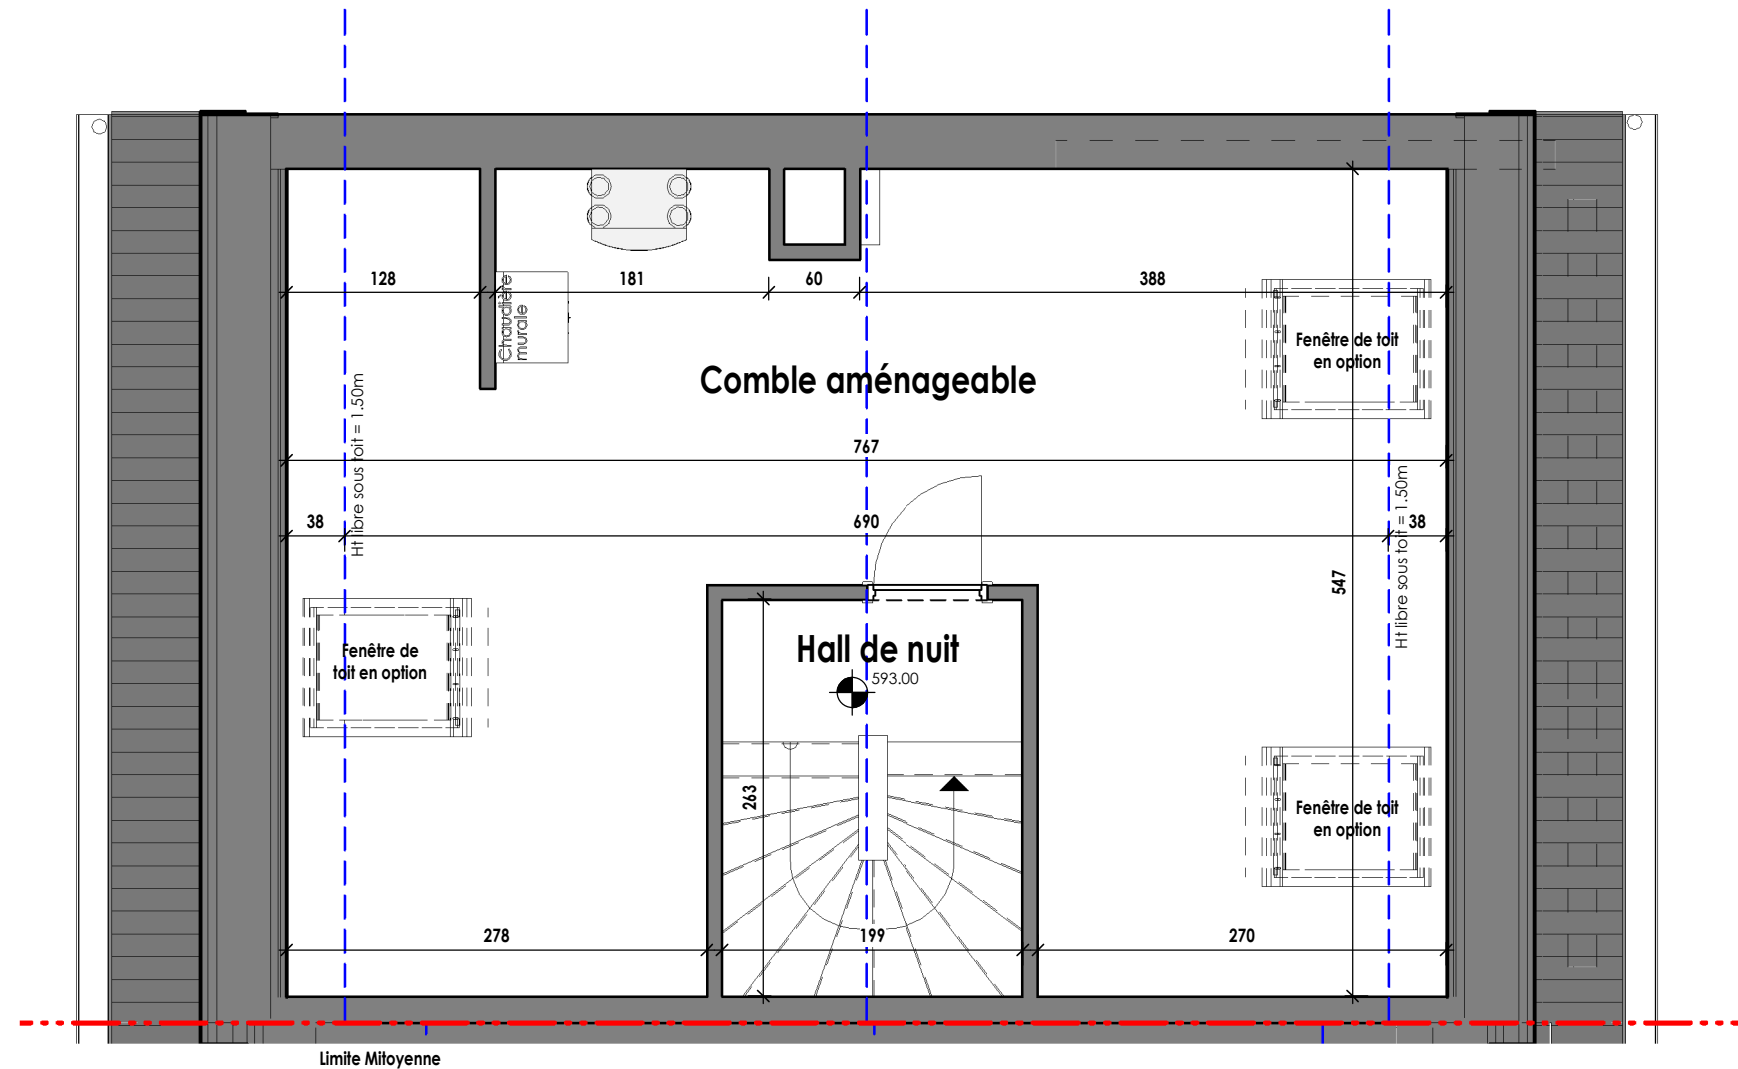 128
181
60
388
Chaudière
murale
Fenêtre de toit
en option
Comble aménageable
767
Ht libre sous toit = 1.50m
38
690
38
Ht libre sous toit = 1.50m
547
Fenêtre de
toit en option
Hall de nuit
593.00
263
Fenêtre de toit
en option
278
199
270
Limite Mitoyenne